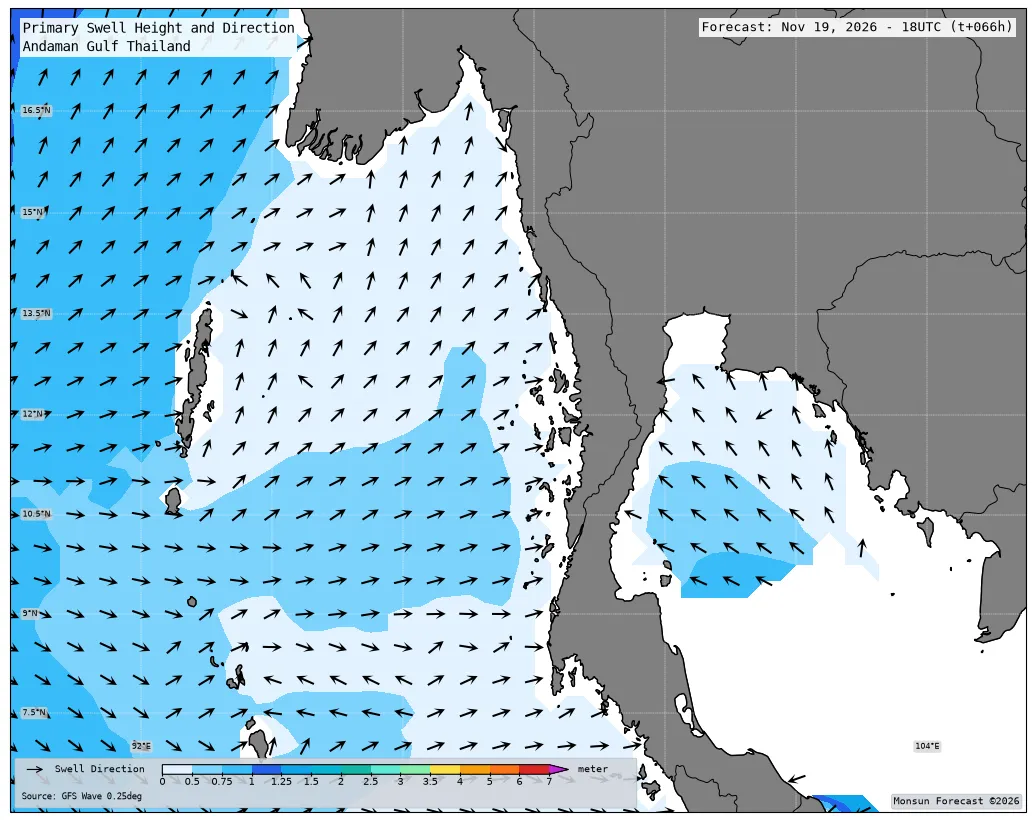 Primary Swell Height and Direction
Andaman Gulf Thailand
Forecast: Nov 19, 2026 - 18UTC (t+066h)
16.5°N
15°N
13.5°N
12°N
10.5°N
9°N
7.5°N
92°E
104°E
Swell Direction
0 0.5 0.75 1 1.25 1.5 2 2.5 3 3.5 4 5 6 7
meter
Source: GFS Wave 0.25deg
Monsun Forecast ©2026